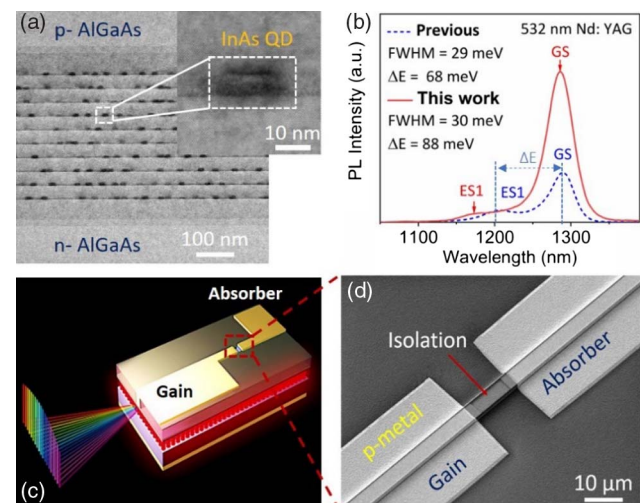 (a)
p- AlGaAs
InAs QD
10 nm
n- AlGaAs
100 nm
(b)
532 nm Nd: YAG
Previous
FWHM = 29 meV
ΔE = 68 meV
This work
FWHM = 30 meV
ΔE = 88 meV
GS
ΔE
GS
ES1
ES1
PL Intensity (a.u.)
1100
1200
1300
Wavelength (nm)
Absorber
Gain
(c)
(d)
Isolation
Absorber
p-metal
Gain
10 µm